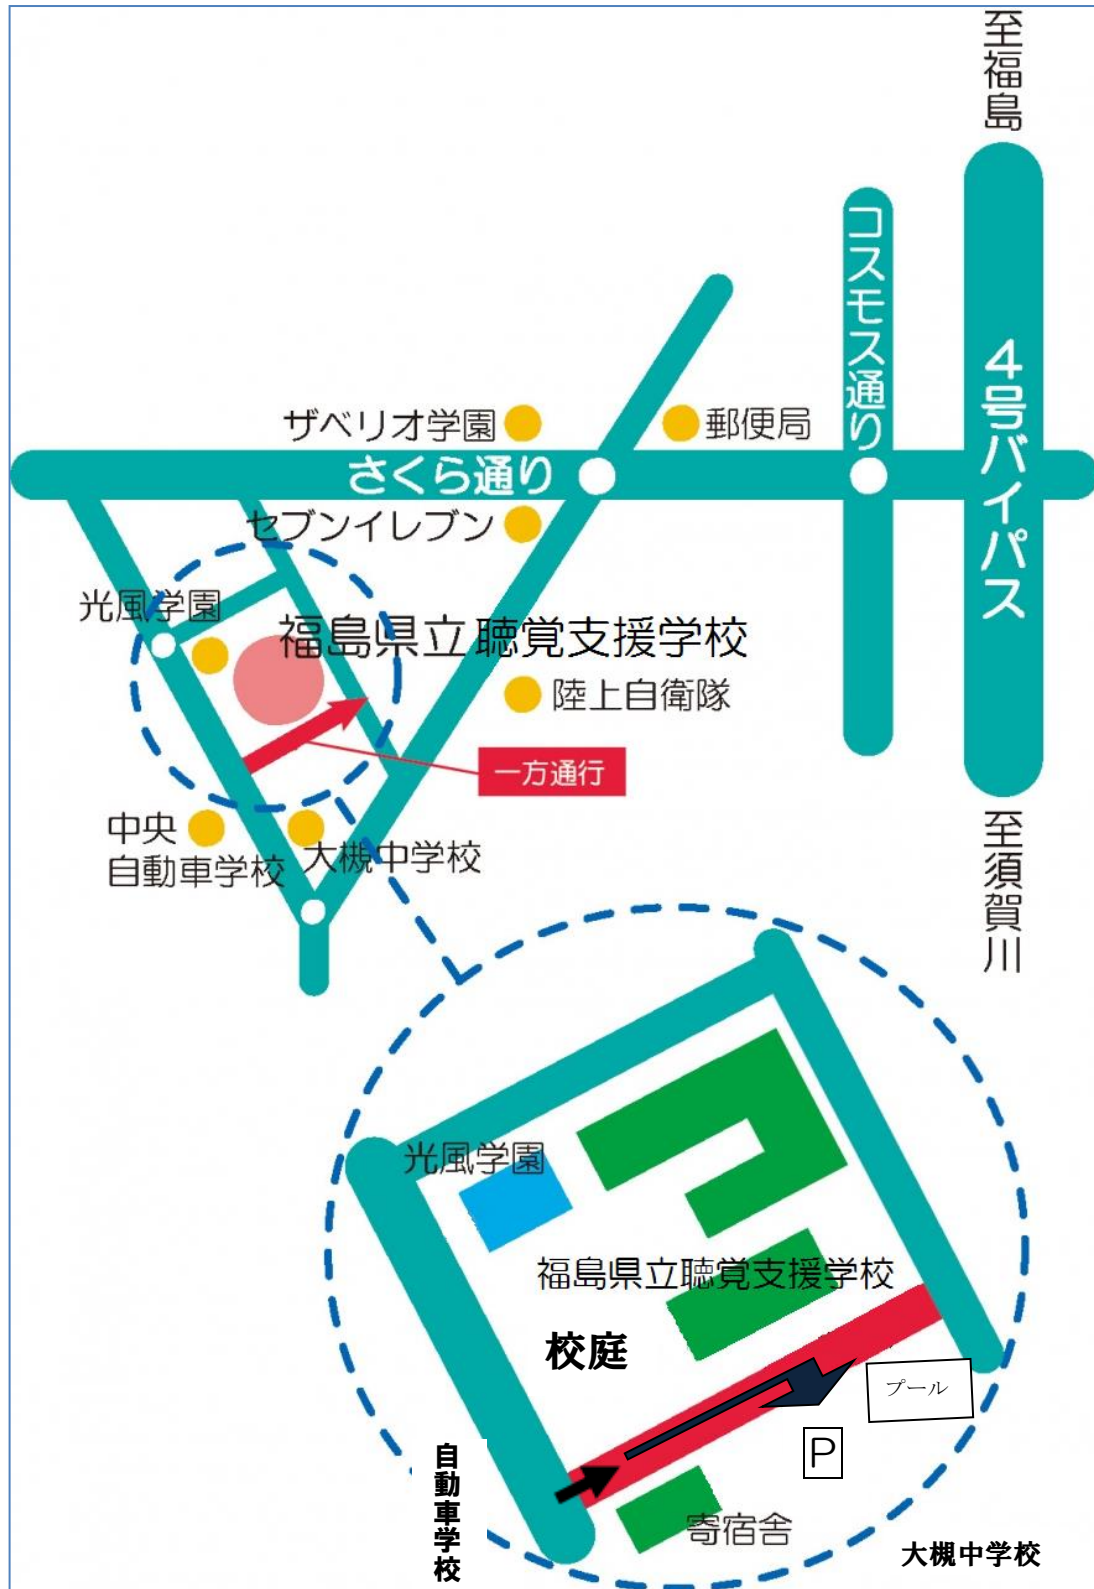 至福島
コスモス通り
4号バイパス
ザベリオ学園
郵便局
さくら通り
セブンイレブン
光風学園
福島県立聴覚支援学校
陸上自衛隊
一方通行
中央
自動車学校
大槻中学校
至須賀川
光風学園
福島県立聴覚支援学校
校庭
プール
P
自動車学校
寄宿舎
大槻中学校